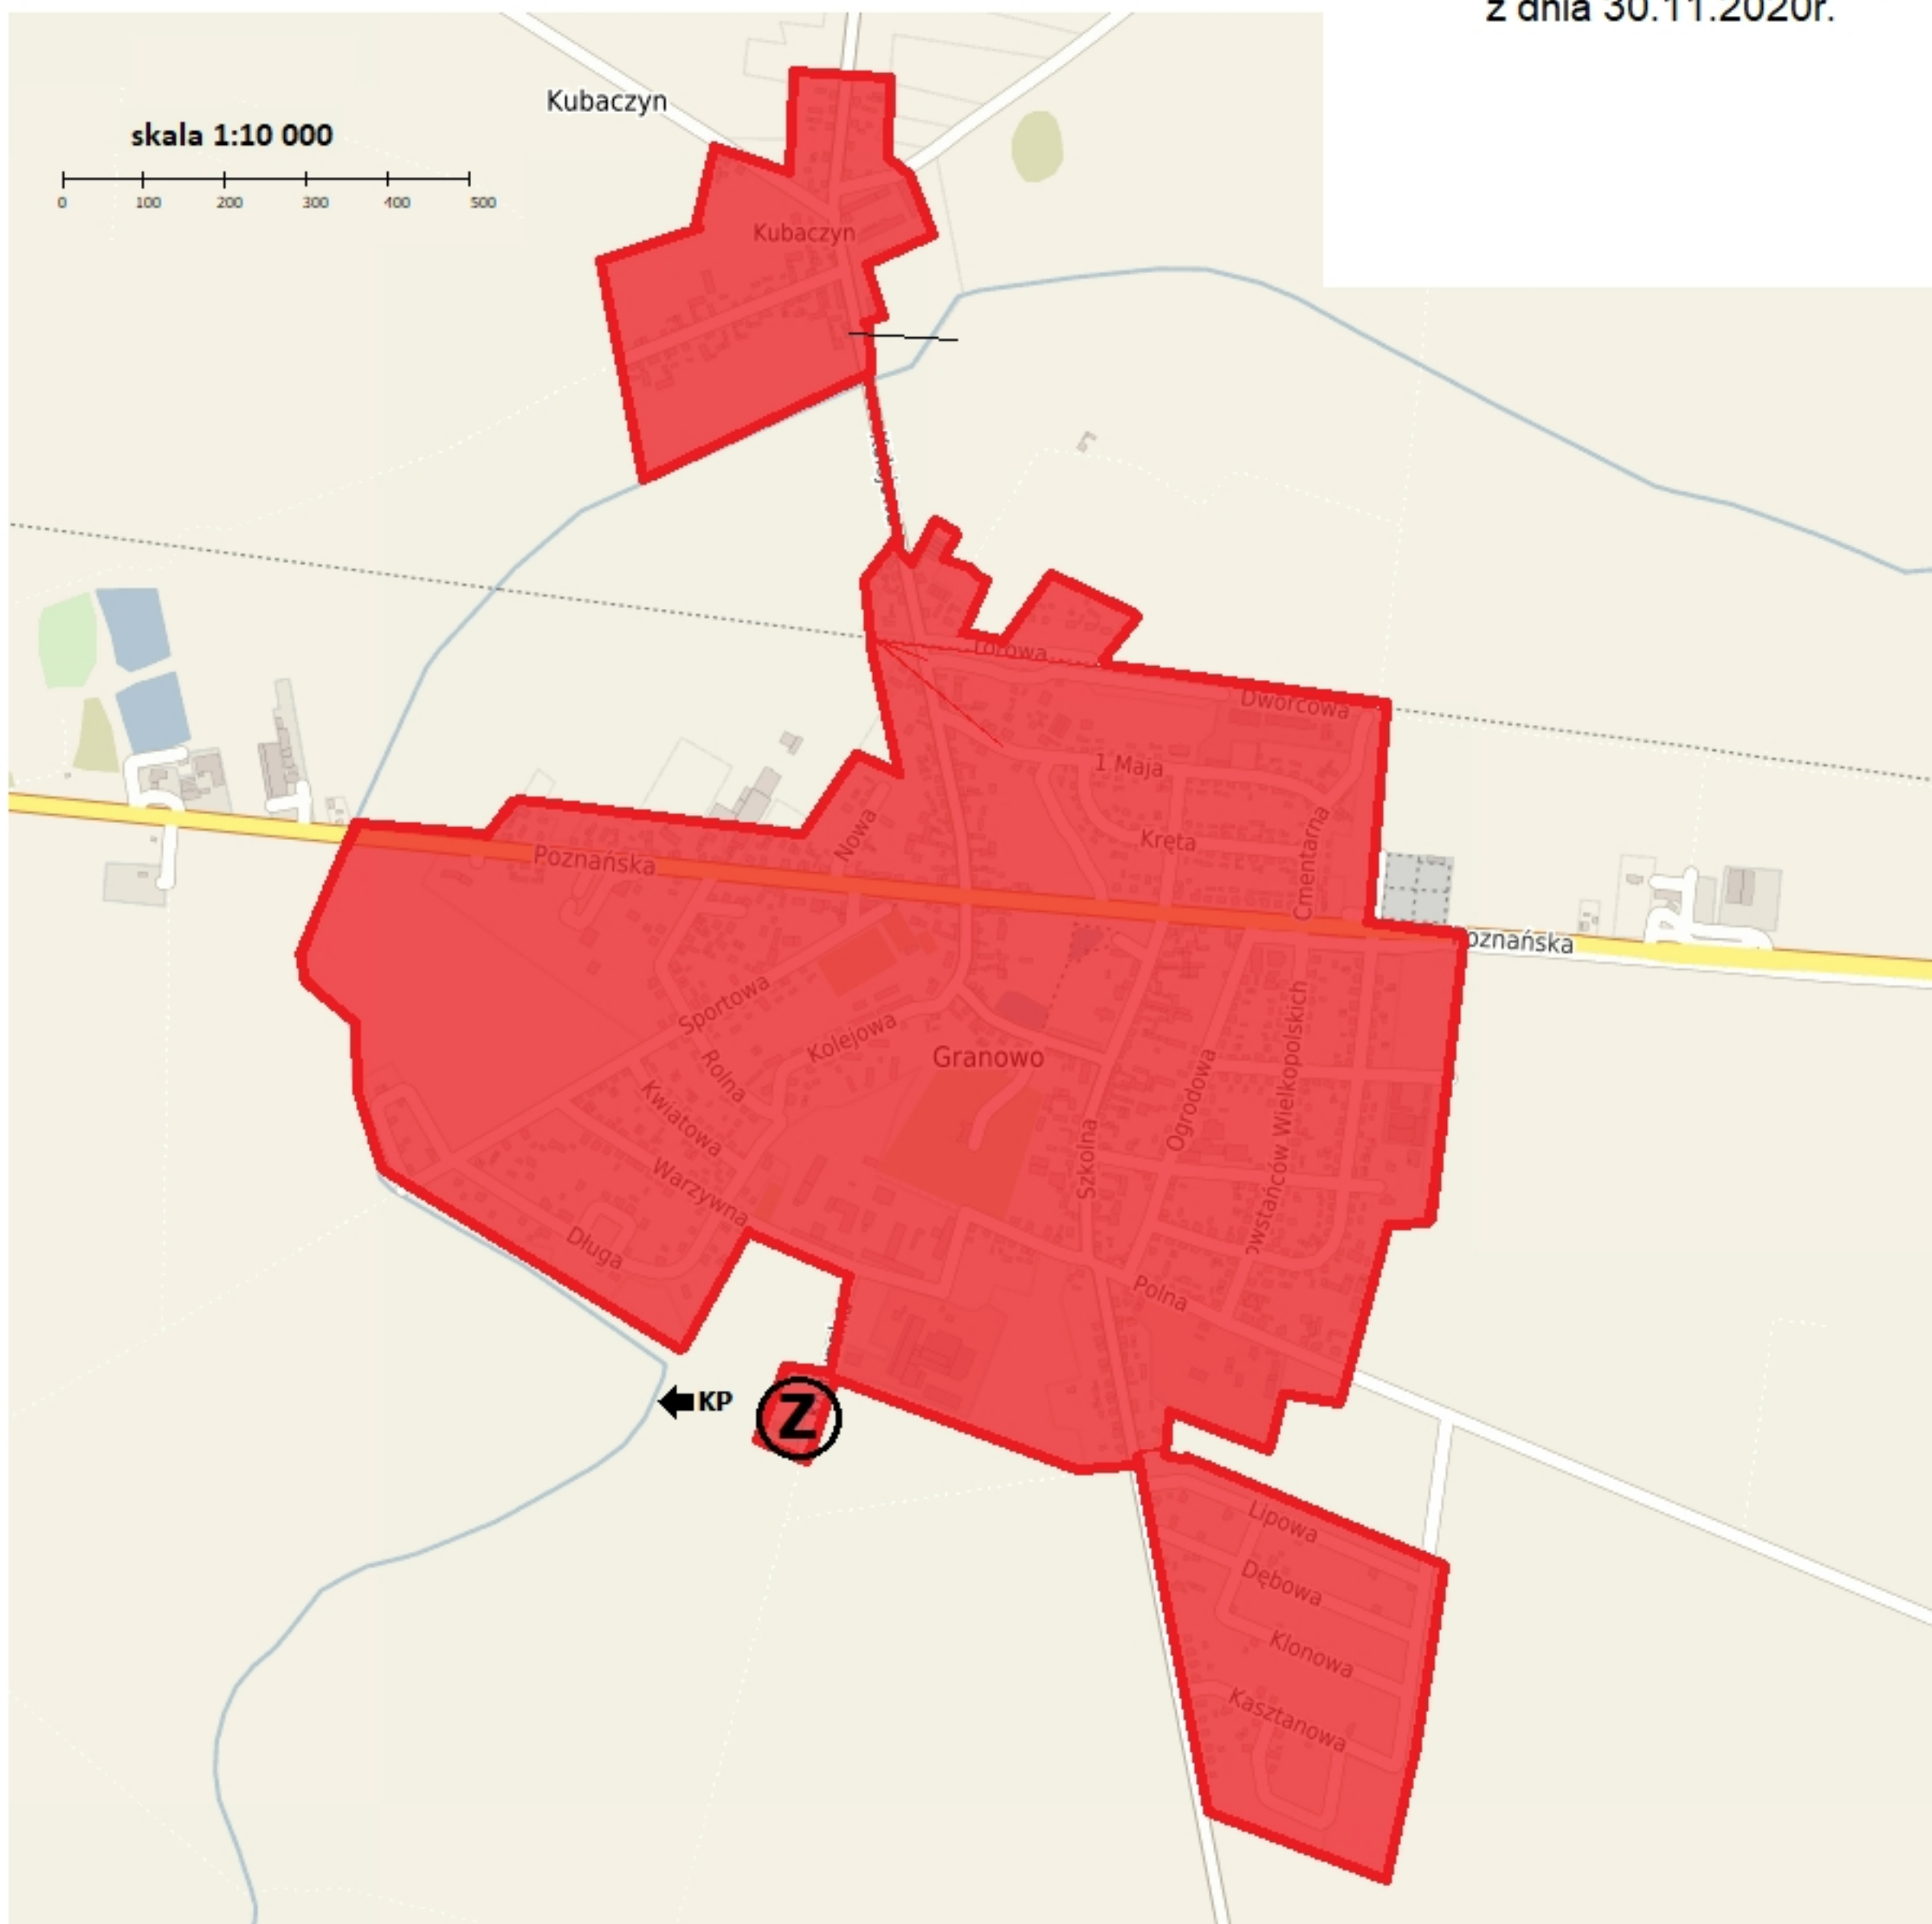 z dnia 30.11.2020r.
Kubaczyn
skala 1:10 000
0 100 200 300 400 500
Kubaczyn
Torowa
Dworcowa
1 Maja
Kręta
Cmentarna
Nowa
Poznańska
oznańska
Sportowa
Kolejowa
Rolna
Granowo
Kwiatowa
Warzywna
Długa
Szkolna
Ogrodowa
owstańców Wielkopolskich
Polna
KP
Z
Lipowa
Dębowa
Klonowa
Kasztanowa